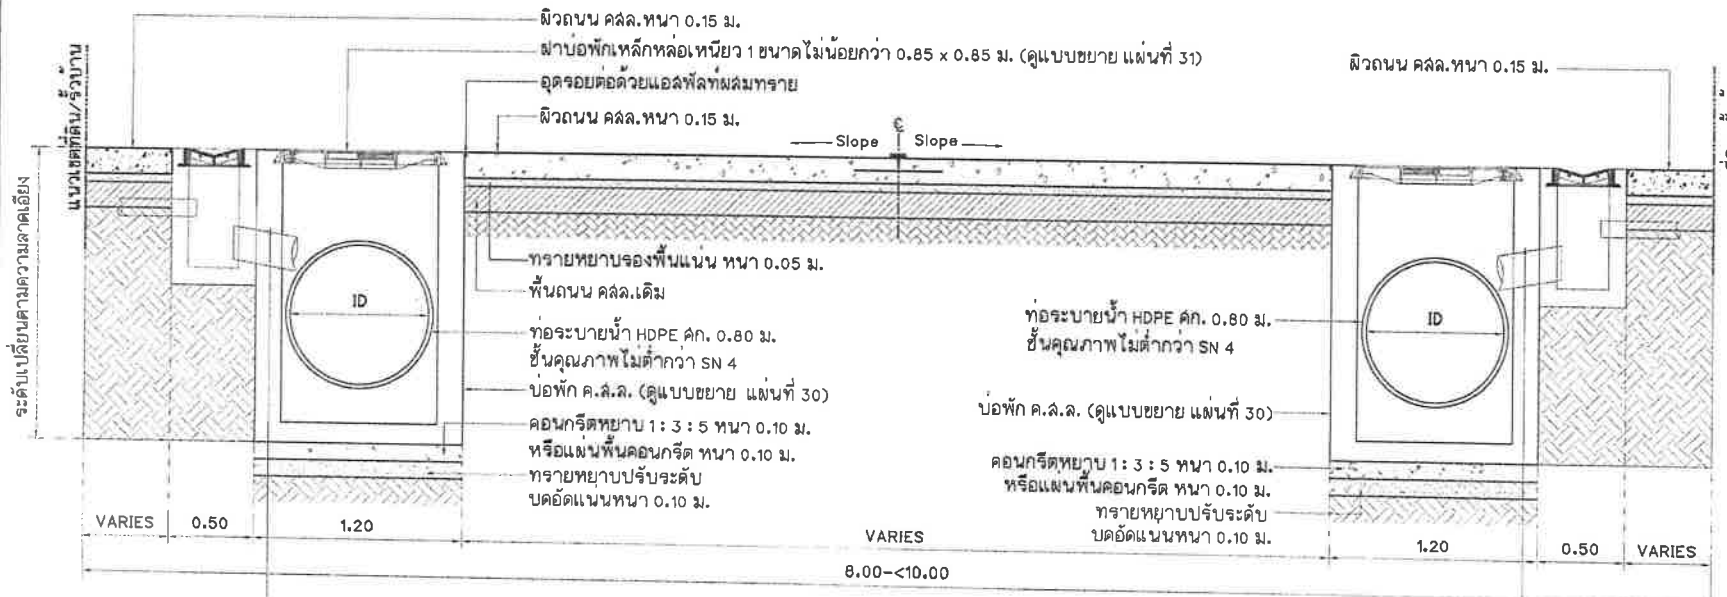 ผิวถนน คสล.หนา 0.15 ม.
ฝาบ่อพักเหล็กหล่อเหนียว 1 ขนาดไม่น้อยกว่า 0.85 x 0.85 ม. (ดูแบบขยาย แผ่นที่ 31)
อุดรอยต่อด้วยแอสฟัลท์ผสมทราย
ผิวถนน คสล.หนา 0.15 ม.
ผิวถนน คสล.หนา 0.15 ม.
Slope
Slope
แนวเขตที่ดิน/รั้วบ้าน
ระดับเปลี่ยนตามความลาดเอียง
ทรายหยาบรองพื้นแน่น หนา 0.05 ม.
พื้นถนน คสล.เดิม
ID
ท่อระบายน้ำ HDPE ศก. 0.80 ม.
ชั้นคุณภาพไม่ต่ำกว่า SN 4
บ่อพัก ค.ส.ล. (ดูแบบขยาย แผ่นที่ 30)
คอนกรีตหยาบ 1 : 3 : 5 หนา 0.10 ม.
หรือแผ่นพื้นคอนกรีต หนา 0.10 ม.
ทรายหยาบปรับระดับ
บดอัดแน่นหนา 0.10 ม.
ท่อระบายน้ำ HDPE ศก. 0.80 ม.
ชั้นคุณภาพไม่ต่ำกว่า SN 4
ID
บ่อพัก ค.ส.ล. (ดูแบบขยาย แผ่นที่ 30)
คอนกรีตหยาบ 1 : 3 : 5 หนา 0.10 ม.
หรือแผ่นพื้นคอนกรีต หนา 0.10 ม.
ทรายหยาบปรับระดับ
บดอัดแน่นหนา 0.10 ม.
VARIES 0.50 1.20 VARIES 1.20 0.50 VARIES
8.00-<10.00